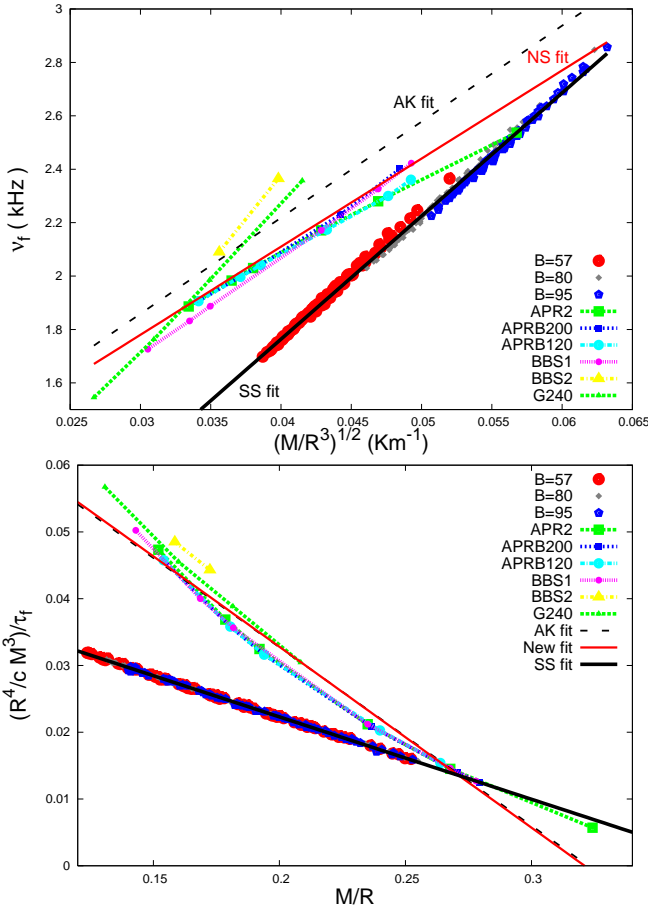 3
2.8
2.6
2.4
2.2
2
1.8
1.6
ν_f ( kHz )
NS fit
AK fit
SS fit
B=57
B=80
B=95
APR2
APRB200
APRB120
BBS1
BBS2
G240
0.025 0.03 0.035 0.04 0.045 0.05 0.055 0.06 0.065
(M/R³)^{1/2} (Km⁻¹)
0.06
0.05
0.04
0.03
0.02
0.01
0
(R⁴/c M³)/τ_f
B=57
B=80
B=95
APR2
APRB200
APRB120
BBS1
BBS2
G240
AK fit
New fit
SS fit
0.15 0.2 0.25 0.3
M/R